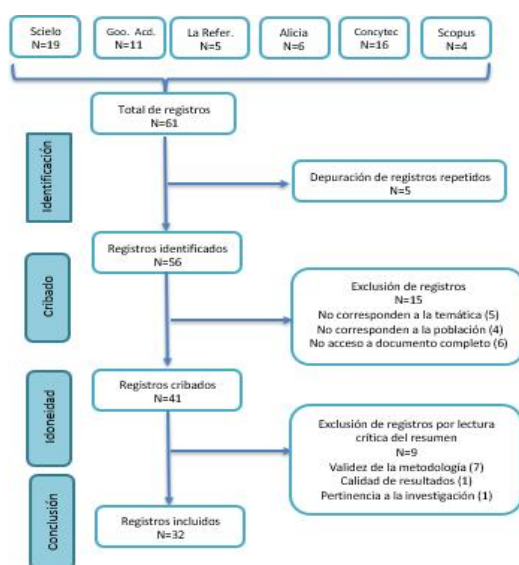 Scielo
N=19
Goo. Acd.
N=11
La Refer.
N=5
Alicia
N=6
Concytec
N=16
Scopus
N=4
Total de registros
N=61
Identificación
Depuración de registros repetidos
N=5
Registros identificados
N=56
Cribado
Exclusión de registros
N=15
No corresponden a la temática (5)
No corresponden a la población (4)
No acceso a documento completo (6)
Idoneidad
Registros cribados
N=41
Exclusión de registros por lectura
crítica del resumen
N=9
Validez de la metodología (7)
Calidad de resultados (1)
Pertinencia a la investigación (1)
Conclusión
Registros incluidos
N=32